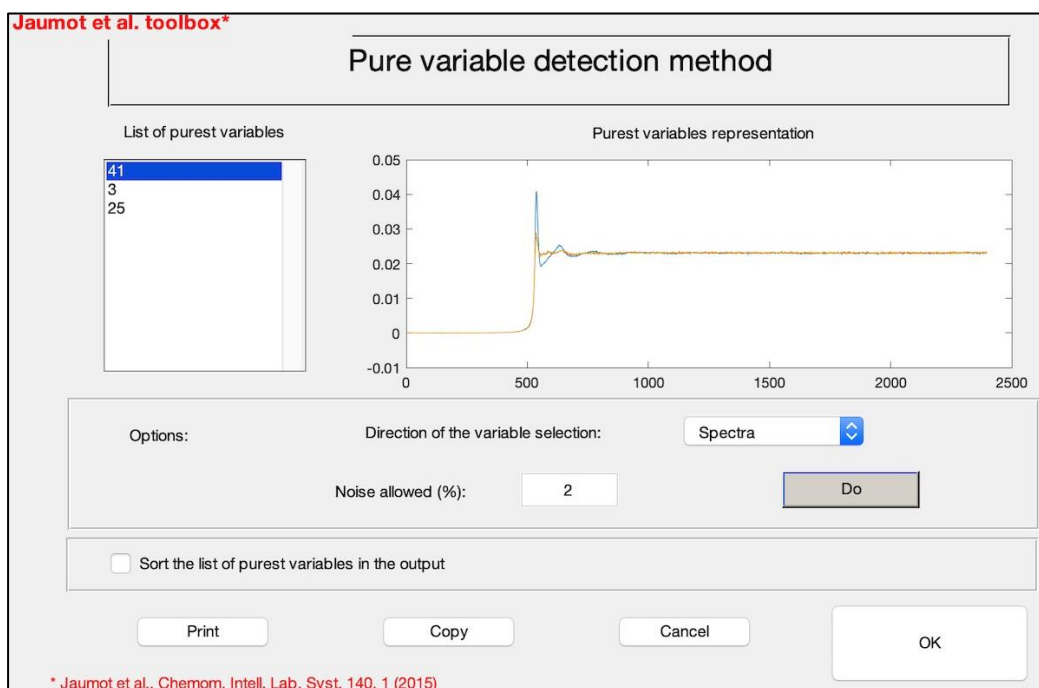 Jaumot et al. toolbox*
Pure variable detection method
List of purest variables
41
3
25
Purest variables representation
0.05
0.04
0.03
0.02
0.01
0
-0.01
0 500 1000 1500 2000 2500
Options:
Direction of the variable selection: Spectra
Noise allowed (%): 2 Do
Sort the list of purest variables in the output
Print Copy Cancel OK
* Jaumot et al., Chemom. Intell. Lab. Syst. 140, 1 (2015)